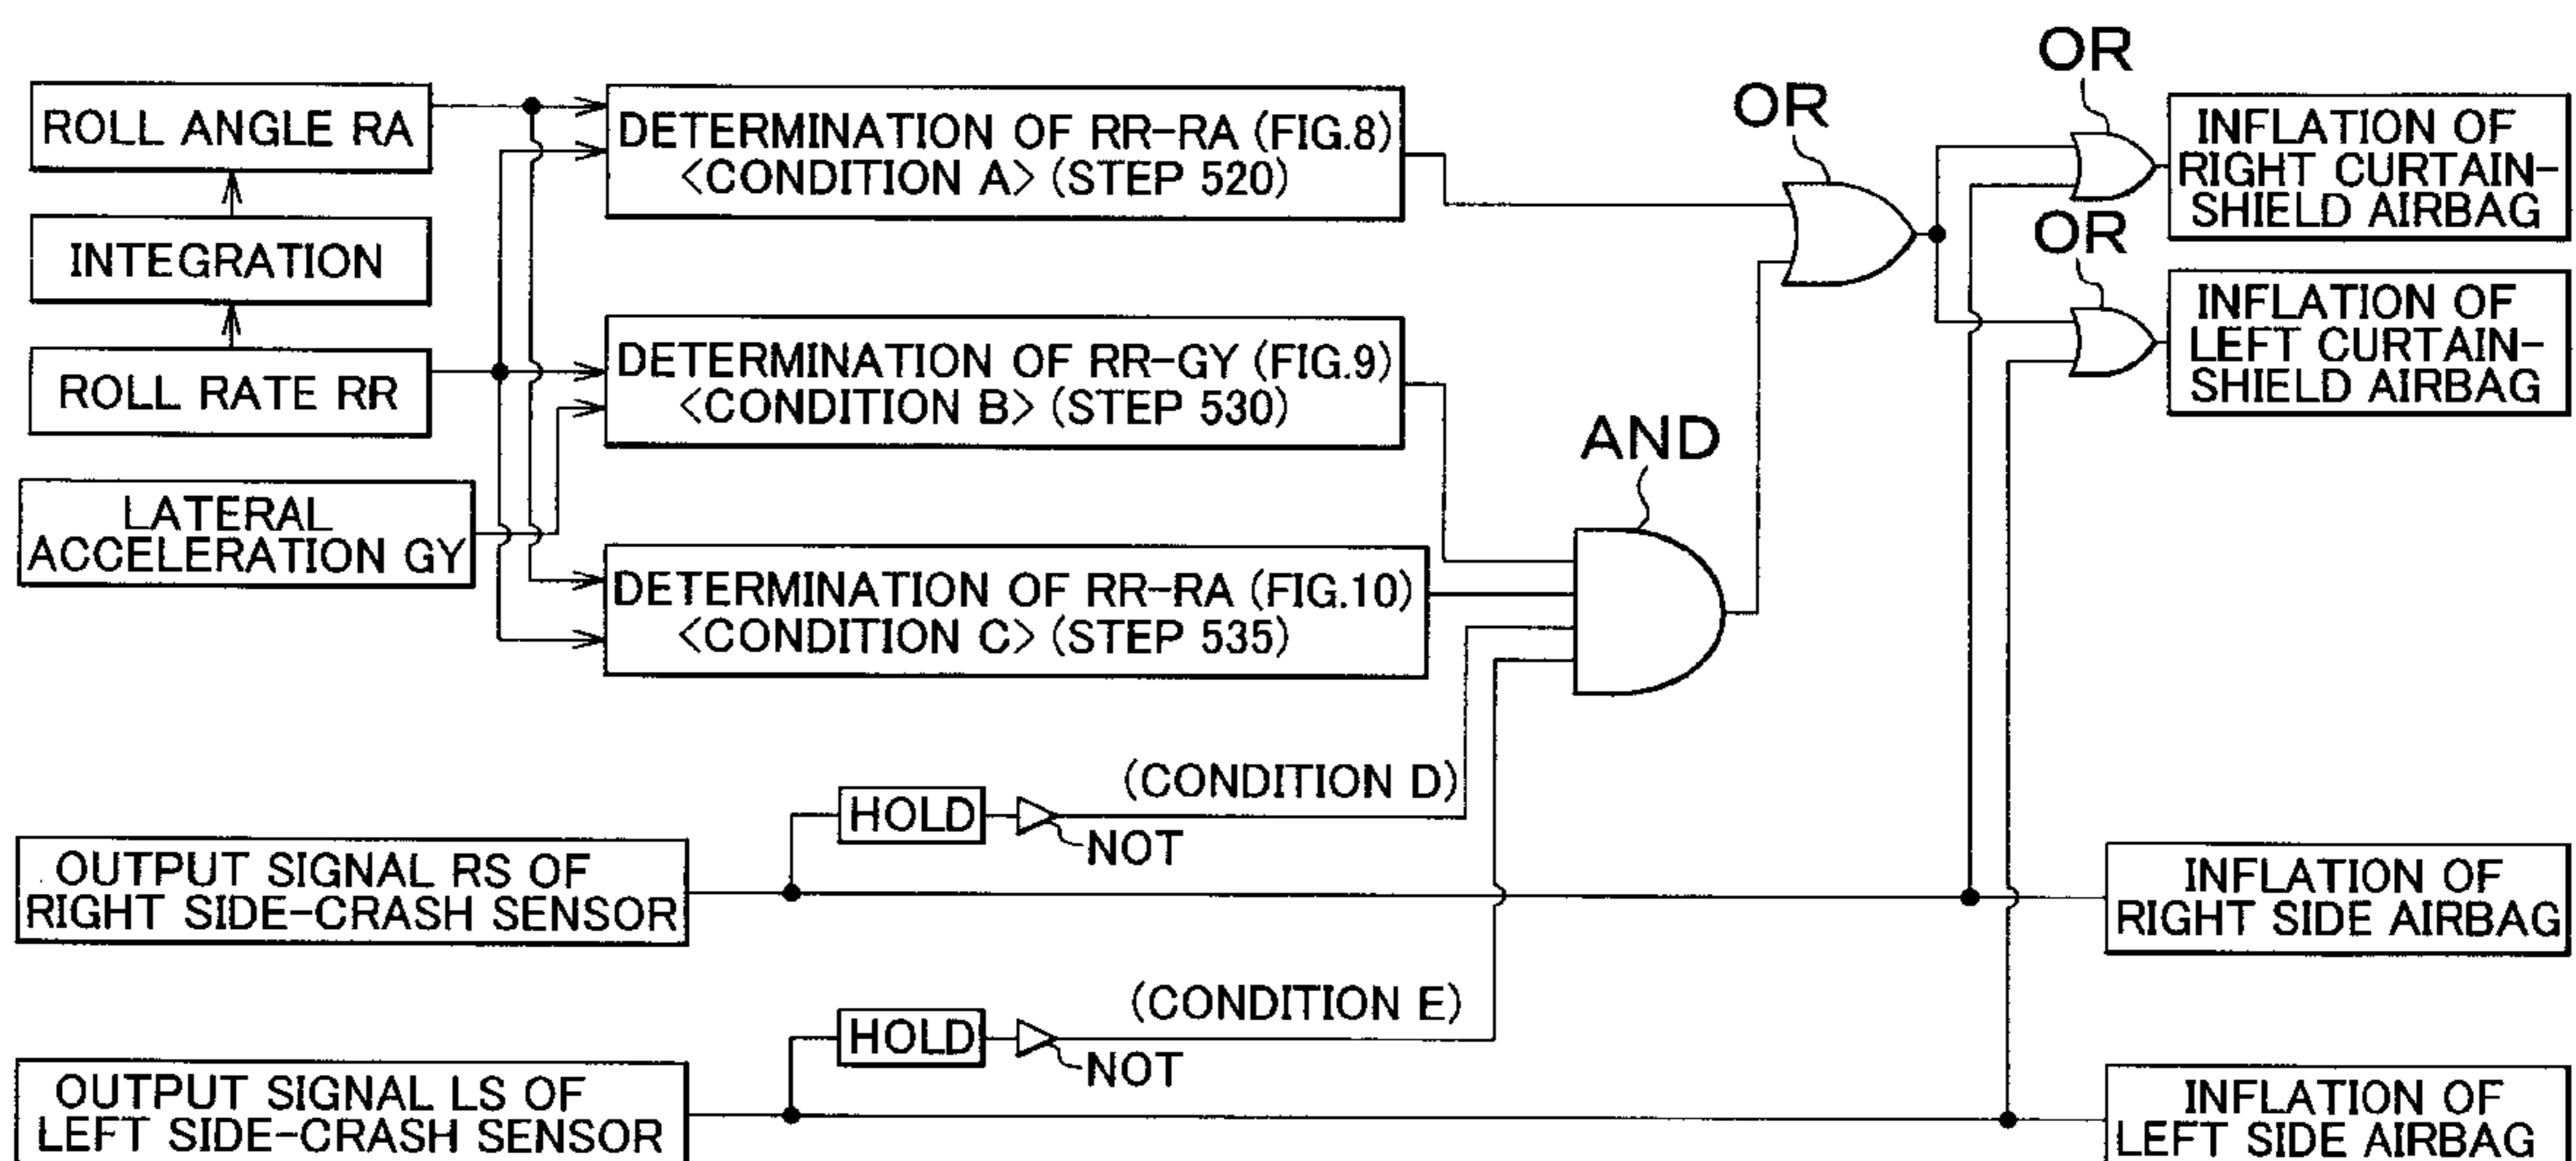 OR
OR
ROLL ANGLE RA
DETERMINATION OF RR-RA (FIG.8)
<CONDITION A> (STEP 520)
INFLATION OF
RIGHT CURTAIN-
SHIELD AIRBAG
INTEGRATION
OR
ROLL RATE RR
DETERMINATION OF RR-GY (FIG.9)
<CONDITION B> (STEP 530)
INFLATION OF
LEFT CURTAIN-
SHIELD AIRBAG
AND
LATERAL
ACCELERATION GY
DETERMINATION OF RR-RA (FIG.10)
<CONDITION C> (STEP 535)
(CONDITION D)
HOLD
NOT
OUTPUT SIGNAL RS OF
RIGHT SIDE-CRASH SENSOR
INFLATION OF
RIGHT SIDE AIRBAG
(CONDITION E)
HOLD
NOT
OUTPUT SIGNAL LS OF
LEFT SIDE-CRASH SENSOR
INFLATION OF
LEFT SIDE AIRBAG